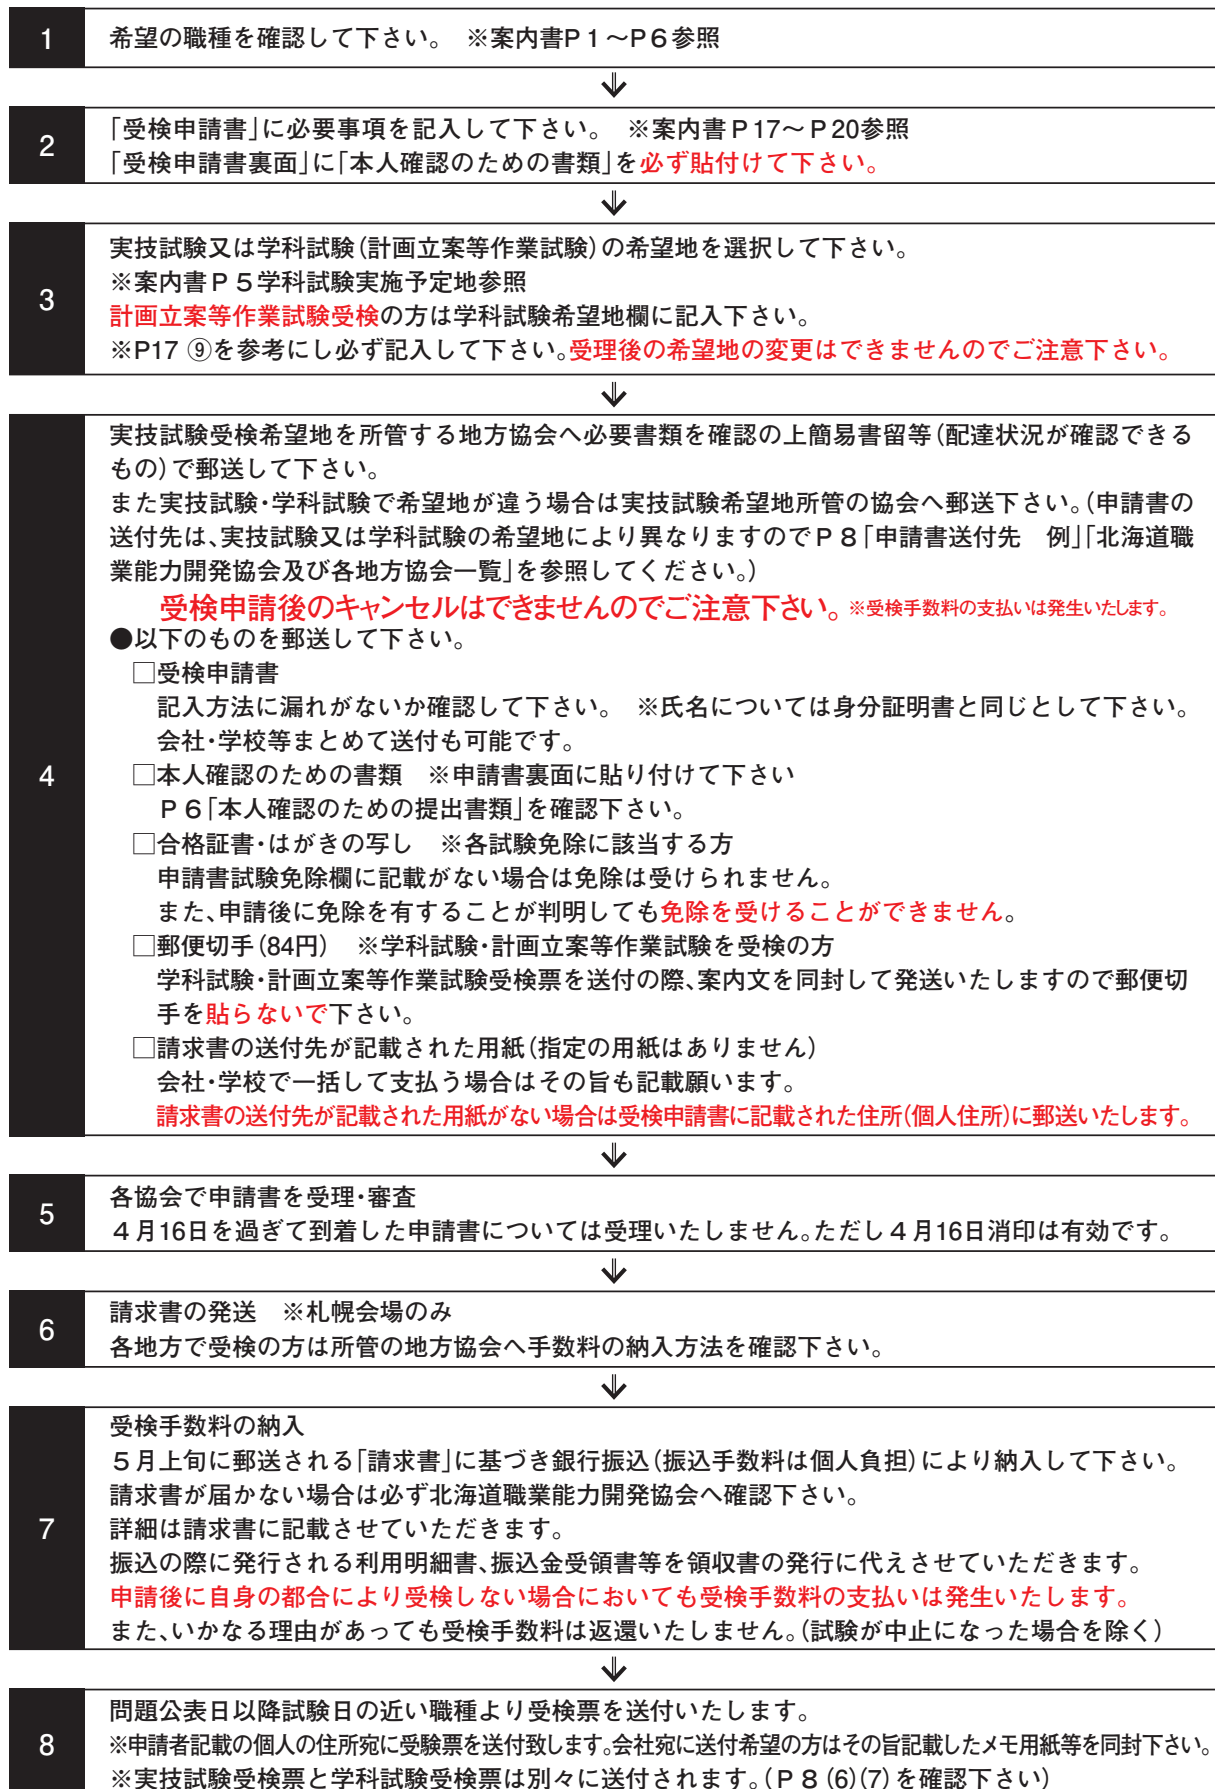 1 希望の職種を確認して下さい。 ※案内書P1～P6参照
⇓
2 「受検申請書」に必要事項を記入して下さい。 ※案内書P17～P20参照
「受検申請書裏面」に「本人確認のための書類」を必ず貼付けて下さい。
⇓
3 実技試験又は学科試験(計画立案等作業試験)の希望地を選択して下さい。
※案内書P5学科試験実施予定地参照
計画立案等作業試験受検の方は学科試験希望地欄に記入下さい。
※P17 ⑨を参考にし必ず記入して下さい。受理後の希望地の変更はできませんのでご注意下さい。
⇓
4 実技試験受検希望地を所管する地方協会へ必要書類を確認の上簡易書留等(配達状況が確認できる
もの)で郵送して下さい。
また実技試験・学科試験で希望地が違う場合は実技試験希望地所管の協会へ郵送下さい。(申請書の
送付先は、実技試験又は学科試験の希望地により異なりますのでP8「申請書送付先 例」「北海道職
業能力開発協会及び各地方協会一覧」を参照してください。)
受検申請後のキャンセルはできませんのでご注意下さい。※受検手数料の支払いは発生いたします。
●以下のものを郵送して下さい。
□受検申請書
記入方法に漏れがないか確認して下さい。 ※氏名については身分証明書と同じとして下さい。
会社・学校等まとめて送付も可能です。
□本人確認のための書類 ※申請書裏面に貼り付けて下さい
P6「本人確認のための提出書類」を確認下さい。
□合格証書・はがきの写し ※各試験免除に該当する方
申請書試験免除欄に記載がない場合は免除は受けられません。
また、申請後に免除を有することが判明しても免除を受けることができません。
□郵便切手(84円) ※学科試験・計画立案等作業試験を受検の方
学科試験・計画立案等作業試験受検票を送付の際、案内文を同封して発送いたしますので郵便切
手を貼らないで下さい。
□請求書の送付先が記載された用紙(指定の用紙はありません)
会社・学校で一括して支払う場合はその旨も記載願います。
請求書の送付先が記載された用紙がない場合は受検申請書に記載された住所(個人住所)に郵送いたします。
⇓
5 各協会で申請書を受理・審査
4月16日を過ぎて到着した申請書については受理いたしません。ただし4月16日消印は有効です。
⇓
6 請求書の発送 ※札幌会場のみ
各地方で受検の方は所管の地方協会へ手数料の納入方法を確認下さい。
⇓
7 受検手数料の納入
5月上旬に郵送される「請求書」に基づき銀行振込(振込手数料は個人負担)により納入して下さい。
請求書が届かない場合は必ず北海道職業能力開発協会へ確認下さい。
詳細は請求書に記載させていただきます。
振込の際に発行される利用明細書、振込金受領書等を領収書の発行に代えさせていただきます。
申請後に自身の都合により受検しない場合においても受検手数料の支払いは発生いたします。
また、いかなる理由があっても受検手数料は返還いたしません。(試験が中止になった場合を除く)
⇓
8 問題公表日以降試験日の近い職種より受検票を送付いたします。
※申請者記載の個人の住所宛に受験票を送付致します。会社宛に送付希望の方はその旨記載したメモ用紙等を同封下さい。
※実技試験受検票と学科試験受検票は別々に送付されます。(P8(6)(7)を確認下さい)